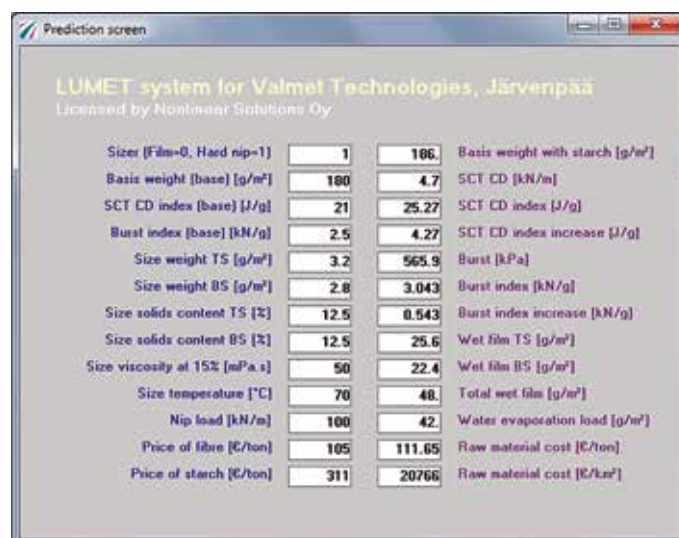 Prediction screen
LUMET system for Valmet Technologies, Järvenpää
Licensed by Nonlinear Solutions Oy
Sizer (Film=0, Hard nip=1) 1 186. Basis weight with starch [g/m²]
Basis weight (base) [g/m²] 180 4.7 SCT CD [kN/m]
SCT CD index (base) [J/g] 21 25.27 SCT CD index [J/g]
Burst index (base) [kN/g] 2.5 4.27 SCT CD index increase [J/g]
Size weight TS [g/m²] 3.2 565.9 Burst [kPa]
Size weight BS [g/m²] 2.8 3.043 Burst index [kN/g]
Size solids content TS [%] 12.5 0.543 Burst index increase [kN/g]
Size solids content BS [%] 12.5 25.6 Wet film TS [g/m²]
Size viscosity at 15% [mPa.s] 50 22.4 Wet film BS [g/m²]
Size temperature [°C] 70 48. Total wet film [g/m²]
Nip load [kN/m] 100 42. Water evaporation load [g/m²]
Price of fibre [€/ton] 105 111.65 Raw material cost [€/ton]
Price of starch [€/ton] 311 20766 Raw material cost [€/km²]